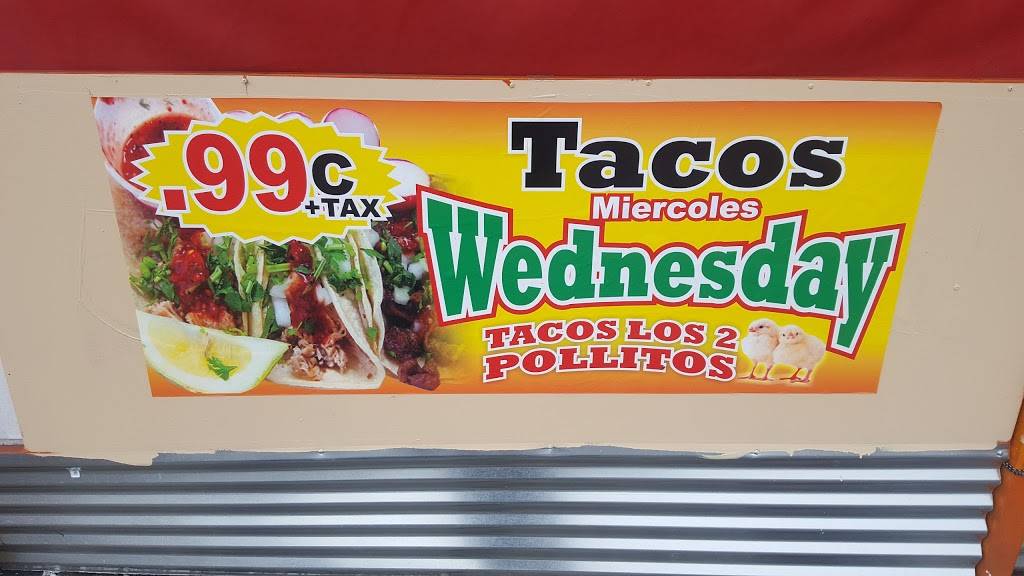 .99C
+TAX
Tacos
Miercoles
Wednesday
TACOS LOS 2
POLLITOS